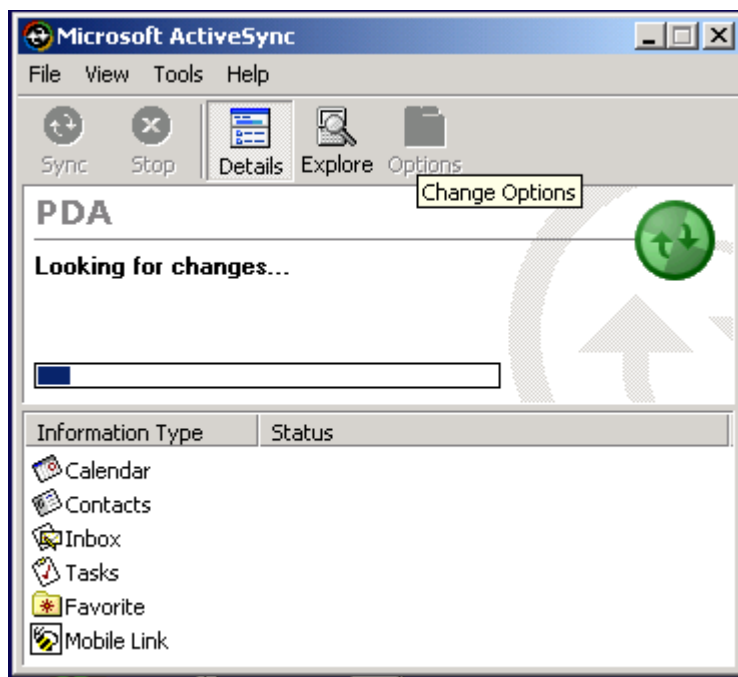 Microsoft ActiveSync
File View Tools Help
Sync Stop Details Explore Options
Change Options
PDA
Looking for changes...
Information Type Status
Calendar
Contacts
Inbox
Tasks
Favorite
Mobile Link